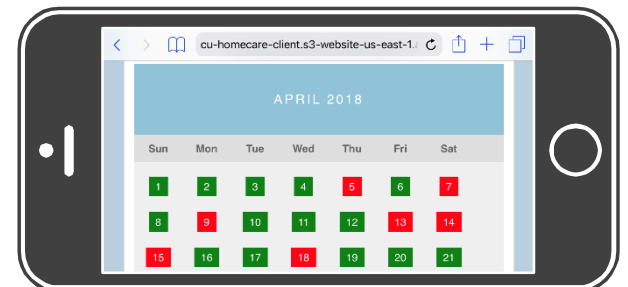 cu-homecare-client.s3-website-us-east-1.
APRIL 2018
Sun Mon Tue Wed Thu Fri Sat
1 2 3 4 5 6 7
8 9 10 11 12 13 14
15 16 17 18 19 20 21